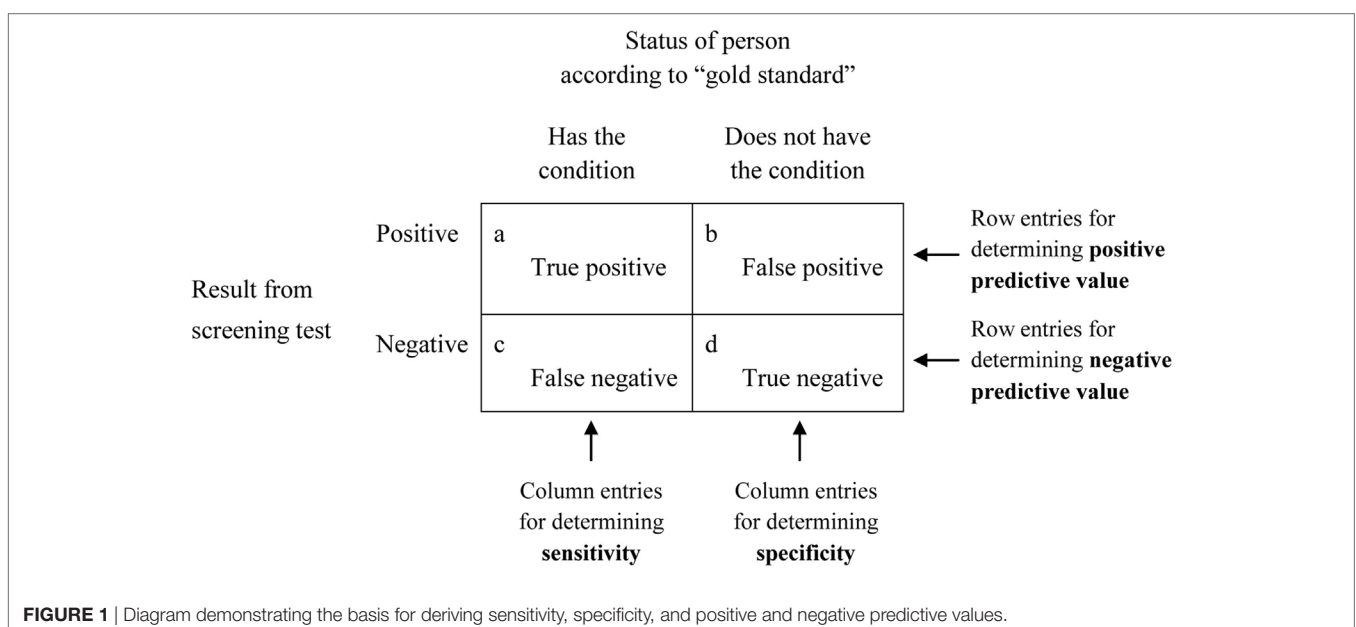 Status of person
according to “gold standard”
Has the
condition
Does not have
the condition
Positive
a
True positive
b
False positive
Row entries for
determining positive
predictive value
Result from
screening test
Negative
c
False negative
d
True negative
Row entries for
determining negative
predictive value
Column entries
for determining
sensitivity
Column entries
for determining
specificity
FIGURE 1 | Diagram demonstrating the basis for deriving sensitivity, specificity, and positive and negative predictive values.